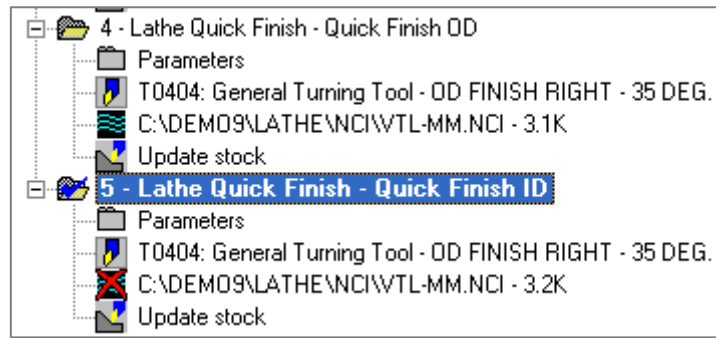 4 - Lathe Quick Finish - Quick Finish OD
Parameters
T0404: General Turning Tool - OD FINISH RIGHT - 35 DEG.
C:\DEMO9\LATHE\NCI\VTL-MM.NCI - 3.1K
Update stock
5 - Lathe Quick Finish - Quick Finish ID
Parameters
T0404: General Turning Tool - OD FINISH RIGHT - 35 DEG.
C:\DEMO9\LATHE\NCI\VTL-MM.NCI - 3.2K
Update stock